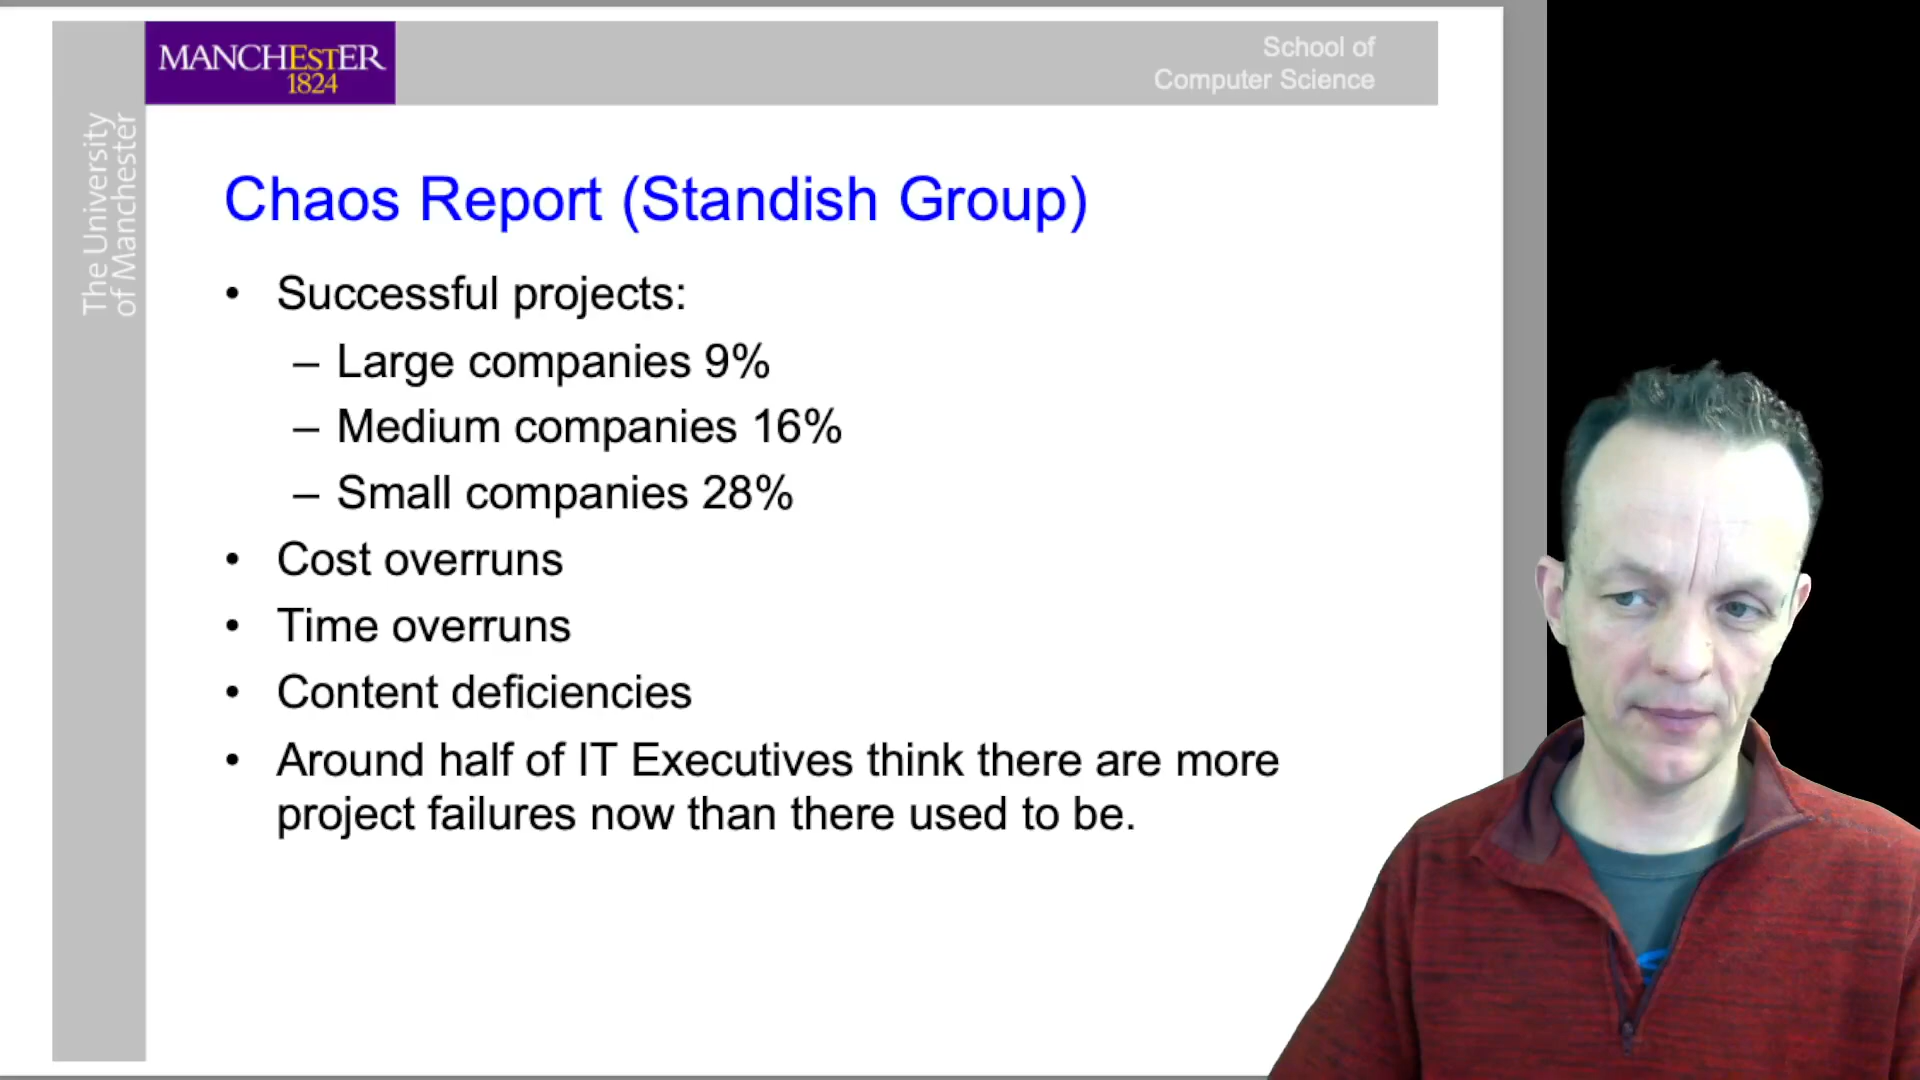 MANCHESTER
1824
School of
Computer Science
The University
of Manchester
Chaos Report (Standish Group)
• Successful projects:
– Large companies 9%
– Medium companies 16%
– Small companies 28%
• Cost overruns
• Time overruns
• Content deficiencies
• Around half of IT Executives think there are more
project failures now than there used to be.